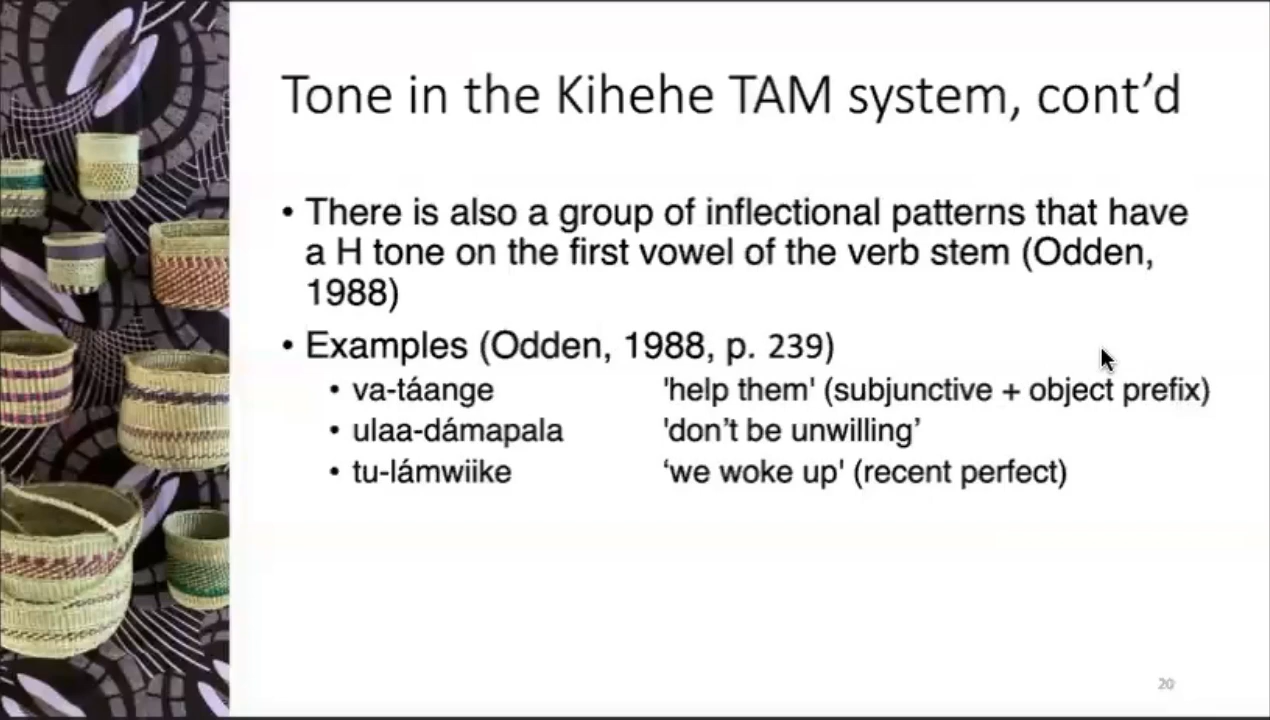 Tone in the Kihehe TAM system, cont’d
• There is also a group of inflectional patterns that have
a H tone on the first vowel of the verb stem (Odden,
1988)
• Examples (Odden, 1988, p. 239)
• va-táange 'help them' (subjunctive + object prefix)
• ulaa-dámapala 'don’t be unwilling’
• tu-lámwiike ‘we woke up' (recent perfect)
20